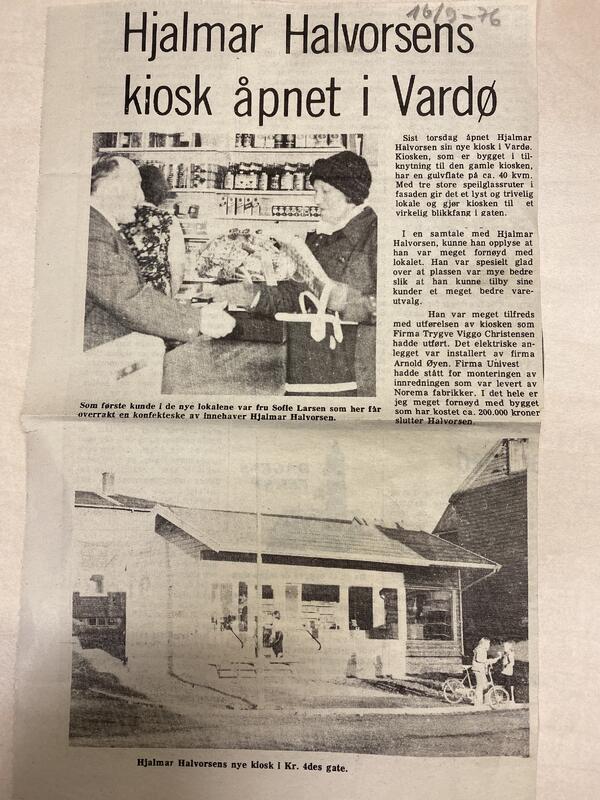 16/9-76
Hjalmar Halvorsens
kiosk åpnet i Vardø
Sist torsdag åpnet Hjalmar
Halvorsen sin nye kiosk i Vardø.
Kiosken, som er bygget i til-
knytning til den gamle kiosken,
har en gulvflate på ca. 40 kvm.
Med tre store speilglassruter i
fasaden gir det et lyst og trivelig
lokale og gjør kiosken til et
virkelig blikkfang i gaten.
I en samtale med Hjalmar
Halvorsen, kunne han opplyse at
han var meget fornøyd med
lokalet. Han var spesielt glad
over at plassen var mye bedre
slik at han kunne tilby sine
kunder et meget bedre vare-
utvalg.
Han var meget tilfreds
med utførelsen av kiosken som
Firma Trygve Viggo Christensen
hadde utført. Det elektriske an-
legget var installert av firma
Arnold Øyen. Firma Univest
hadde stått for monteringen av
innredningen som var levert av
Norema fabrikker. I det hele er
jeg meget fornøyd med bygget
som har kostet ca. 200.000 kroner
slutter Halvorsen.
Som første kunde i de nye lokalene var fru Sofie Larsen som her får
overrakt en konfekteske av innehaver Hjalmar Halvorsen.
Hjalmar Halvorsens nye kiosk i Kr. 4des gate.